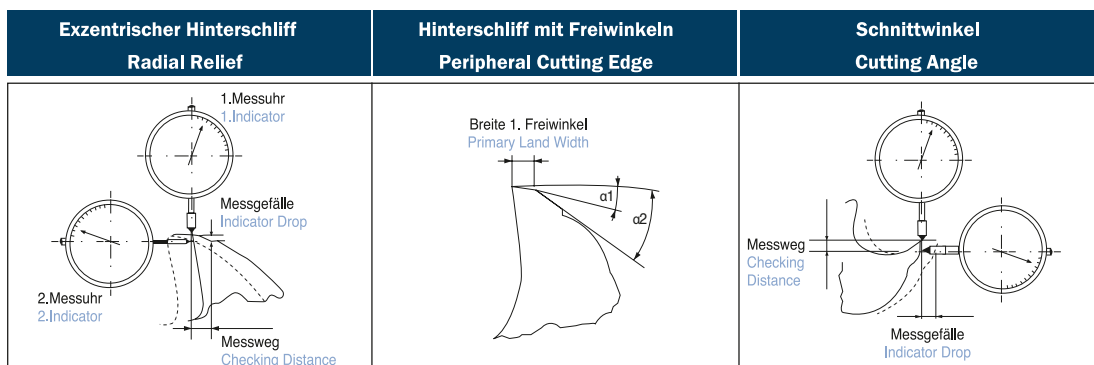 Exzentrischer Hinterschliff
Radial Relief
Hinterschliff mit Freiwinkeln
Peripheral Cutting Edge
Schnittwinkel
Cutting Angle
1.Messuhr
1.Indicator
Messgefälle
Indicator Drop
2.Messuhr
2.Indicator
Messweg
Checking Distance
Breite 1. Freiwinkel
Primary Land Width
α1
α2
Messweg
Checking
Distance
Messgefälle
Indicator Drop